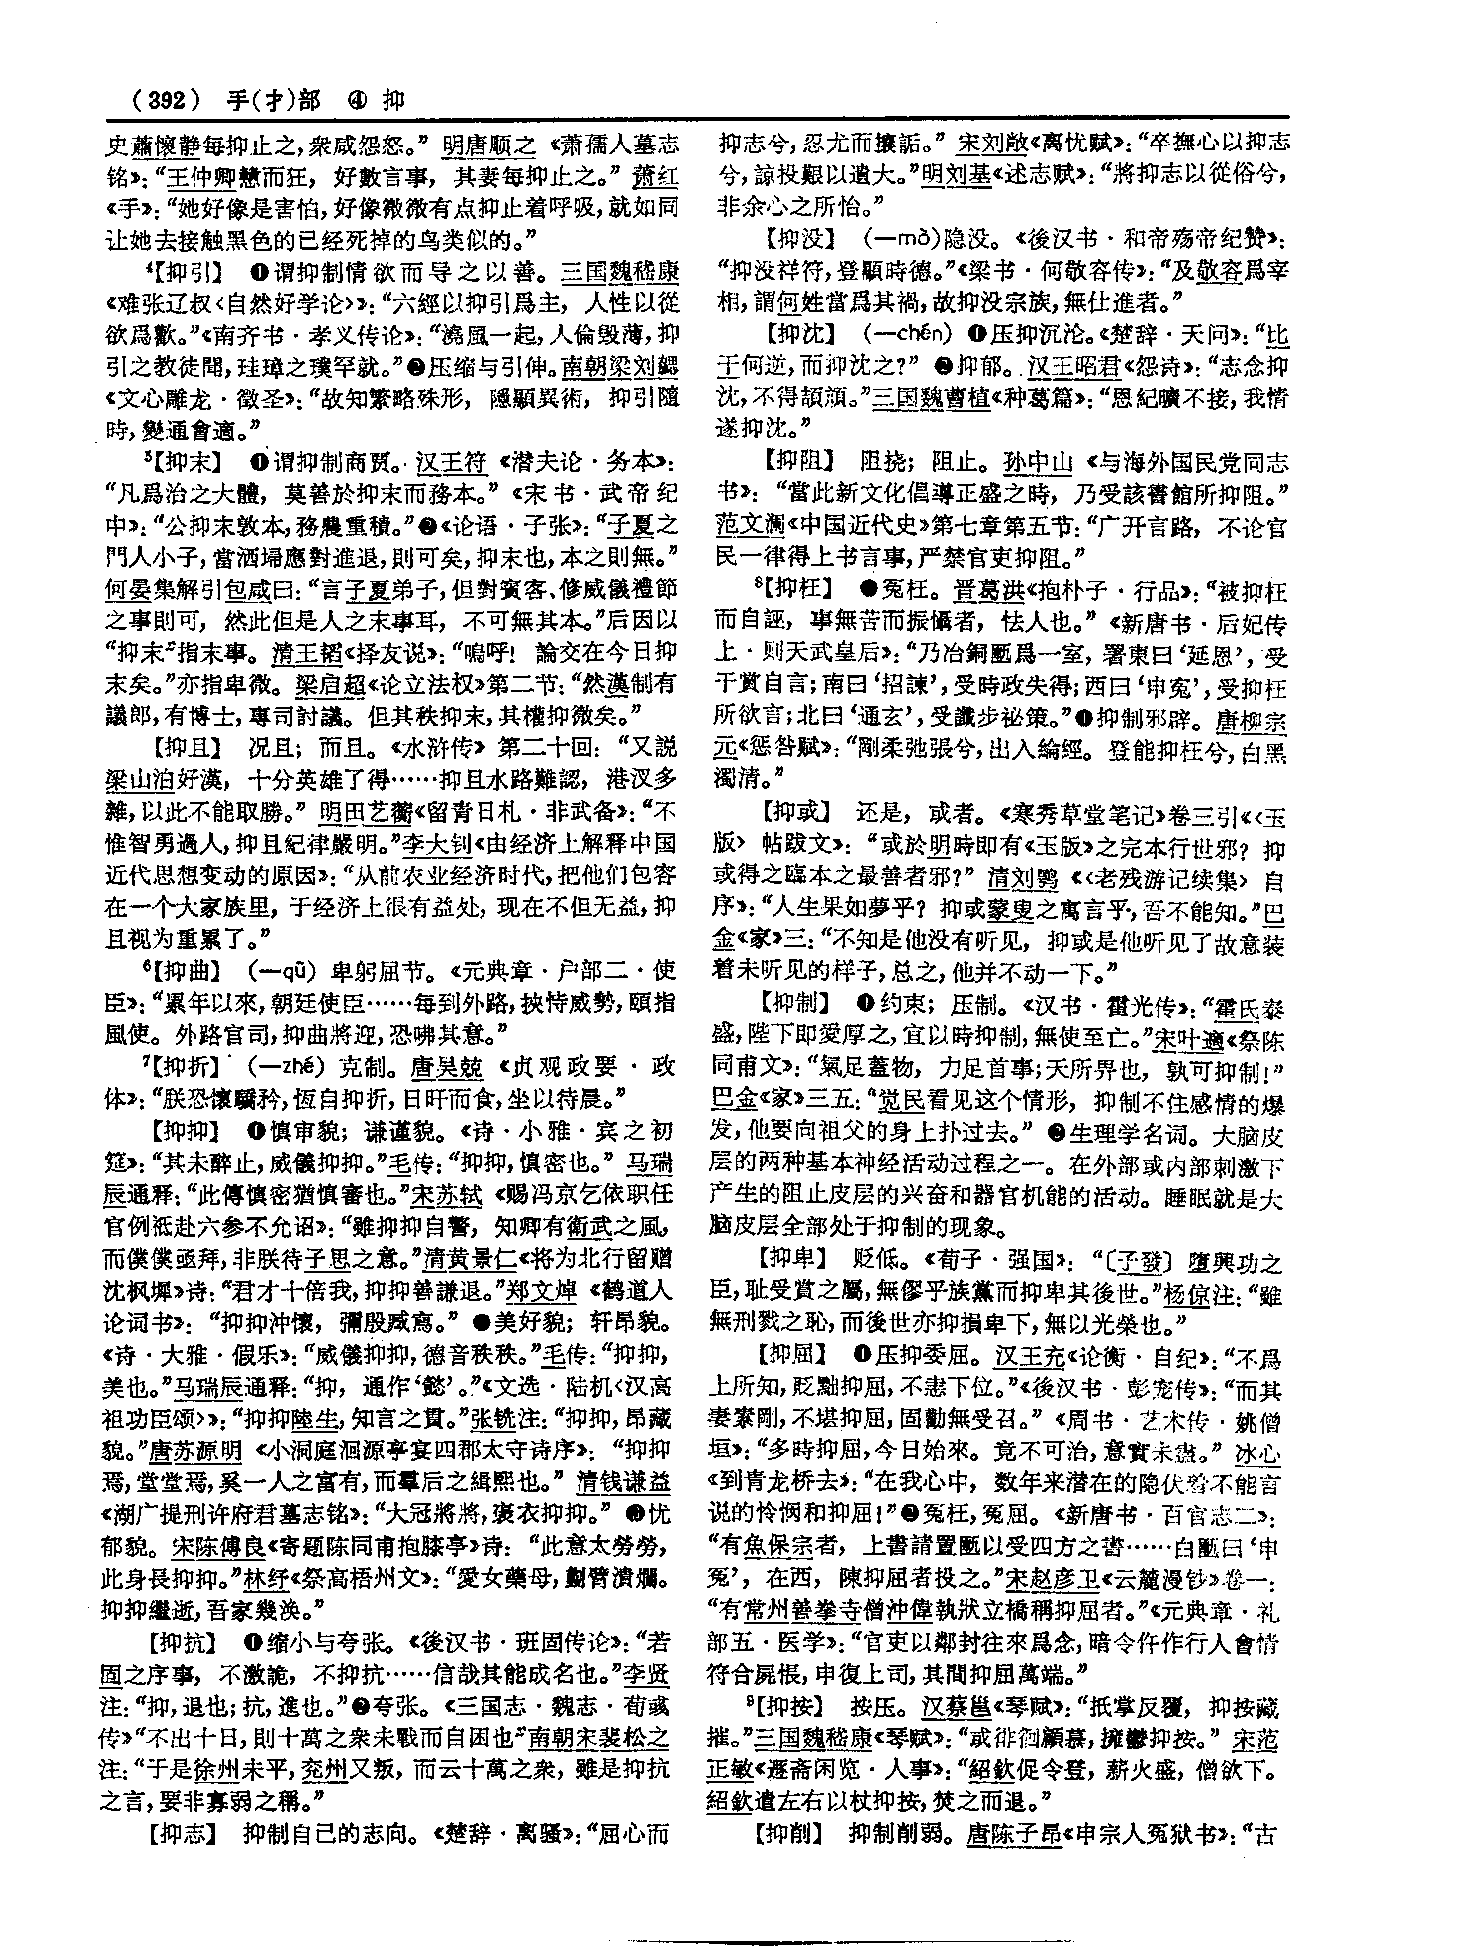 （392） 手(扌)部 ④ 抑
史蕭懷静每抑止之，衆咸怨怒。”明唐顺之《萧孺人墓志
铭》：“王仲卿戇而狂，好數言事，其妻每抑止之。”萧红
《手》：“她好像是害怕，好像微微有点抑止着呼吸，就如同
让她去接触黑色的已经死掉的鸟类似的。”
4【抑引】 ❶谓抑制情欲而导之以善。三国魏嵇康
《难张辽叔〈自然好学论〉》：“六經以抑引爲主，人性以從
欲爲歡。”《南齐书·孝义传论》：“澆風一起，人倫毁薄，抑
引之教徒聞，珪璋之璞罕就。”❷压缩与引伸。南朝梁刘勰
《文心雕龙·徵圣》：“故知繁略殊形，隱顯異術，抑引隨
時，變通會適。”
5【抑末】 ❶谓抑制商贾。汉王符《潜夫论·务本》：
“凡爲治之大體，莫善於抑末而務本。”《宋书·武帝纪
中》：“公抑末敦本，務農重積。”❷《论语·子张》：“子夏之
門人小子，當洒埽應對進退，則可矣，抑末也，本之則無。”
何晏集解引包咸曰：“言子夏弟子，但對賓客、修威儀禮節
之事則可，然此但是人之末事耳，不可無其本。”后因以
“抑末”指末事。清王韬《择友说》：“嗚呼！論交在今日抑
末矣。”亦指卑微。梁启超《论立法权》第二节：“然漢制有
議郎，有博士，專司討議。但其秩抑末，其權抑微矣。”
【抑且】 况且；而且。《水浒传》第二十回：“又説
梁山泊好漢，十分英雄了得……抑且水路難認，港汊多
雜，以此不能取勝。”明田艺蘅《留青日札·非武备》：“不
惟智勇過人，抑且紀律嚴明。”李大钊《由经济上解释中国
近代思想变动的原因》：“从前农业经济时代，把他们包容
在一个大家族里，于经济上很有益处，现在不但无益，抑
且视为重累了。”
6【抑曲】 （—qū）卑躬屈节。《元典章·户部二·使
臣》：“累年以來，朝廷使臣……每到外路，挾恃威勢，頤指
風使。外路官司，抑曲將迎，恐咈其意。”
7【抑折】 （—zhé）克制。唐吴兢《贞观政要·政
体》：“朕恐懷驕矜，恆自抑折，日旰而食，坐以待晨。”
【抑抑】 ❶慎审貌；谦谨貌。《诗·小雅·宾之初
筵》：“其未醉止，威儀抑抑。”毛传：“抑抑，慎密也。”马瑞
辰通释：“此傳慎密猶慎審也。”宋苏轼《赐冯京乞依职任
官例祗赴六参不允诏》：“雖抑抑自警，知卿有衛武之風，
而僕僕亟拜，非朕待子思之意。”清黄景仁《将为北行留赠
沈枫墀》诗：“君才十倍我，抑抑善謙退。”郑文焯《鹤道人
论词书》：“抑抑冲懷，彌殷臧寫。”❷美好貌；轩昂貌。
《诗·大雅·假乐》：“威儀抑抑，德音秩秩。”毛传：“抑抑，
美也。”马瑞辰通释：“抑，通作‘懿’。”《文选·陆机〈汉高
祖功臣颂〉》：“抑抑陸生，知言之貫。”张铣注：“抑抑，昂藏
貌。”唐苏源明《小洞庭洄源亭宴四郡太守诗序》：“抑抑
焉，堂堂焉，奚一人之富有，而羣后之緝熙也。”清钱谦益
《湖广提刑许府君墓志铭》：“大冠將將，褒衣抑抑。”❸忧
郁貌。宋陈傅良《寄题陈同甫抱膝亭》诗：“此意太勞勞，
此身長抑抑。”林纾《祭高梧州文》：“愛女藥母，劙臂潰爛。
抑抑繼逝，吾家幾涣。”
【抑抗】 ❶缩小与夸张。《後汉书·班固传论》：“若
固之序事，不激詭，不抑抗……信哉其能成名也。”李贤
注：“抑，退也；抗，進也。”❷夸张。《三国志·魏志·荀彧
传》“不出十日，則十萬之衆未戰而自困也”南朝宋裴松之
注：“于是徐州未平，兖州又叛，而云十萬之衆，雖是抑抗
之言，要非寡弱之稱。”
【抑志】 抑制自己的志向。《楚辞·离骚》：“屈心而
抑志兮，忍尤而攘詬。”宋刘敞《离忧赋》：“卒撫心以抑志
兮，諒投艱以遺大。”明刘基《述志赋》：“將抑志以從俗兮，
非余心之所怡。”
【抑没】 （—mò）隐没。《後汉书·和帝殇帝纪赞》：
“抑没祥符，登顯時德。”《梁书·何敬容传》：“及敬容爲宰
相，謂何姓當爲其禍，故抑没宗族，無仕進者。”
【抑沈】 （—chén）❶压抑沉沦。《楚辞·天问》：“比
干何逆，而抑沈之？”❷抑郁。汉王昭君《怨诗》：“志念抑
沈，不得頡頏。”三国魏曹植《种葛篇》：“恩紀曠不接，我情
遂抑沈。”
【抑阻】 阻挠；阻止。孙中山《与海外国民党同志
书》：“當此新文化倡導正盛之時，乃受該書館所抑阻。”
范文澜《中国近代史》第七章第五节：“广开言路，不论官
民一律得上书言事，严禁官吏抑阻。”
8【抑枉】 ❶冤枉。晋葛洪《抱朴子·行品》：“被抑枉
而自誣，事無苦而振慑者，怯人也。”《新唐书·后妃传
上·则天武皇后》：“乃冶銅匭爲一室，署東曰‘延恩’，受
干賞自言；南曰‘招諫’，受時政失得；西曰‘申冤’，受抑枉
所欲言；北曰‘通玄’，受讖步祕策。”❷抑制邪辟。唐柳宗
元《惩咎赋》：“剛柔弛張兮，出入綸經。登能抑枉兮，白黑
濁清。”
【抑或】 还是，或者。《寒秀草堂笔记》卷三引《〈玉
版〉帖跋文》：“或於明時即有《玉版》之完本行世邪？抑
或得之臨本之最善者邪？”清刘鹗《〈老残游记续集〉自
序》：“人生果如夢乎？抑或蒙叟之寓言乎，吾不能知。”巴
金《家》三：“不知是他没有听见，抑或是他听见了故意装
着未听见的样子，总之，他并不动一下。”
【抑制】 ❶约束；压制。《汉书·霍光传》：“霍氏泰
盛，陛下即愛厚之，宜以時抑制，無使至亡。”宋叶適《祭陈
同甫文》：“氣足蓋物，力足首事；天所畀也，孰可抑制！”
巴金《家》三五：“觉民看见这个情形，抑制不住感情的爆
发，他要向祖父的身上扑过去。”❷生理学名词。大脑皮
层的两种基本神经活动过程之一。在外部或内部刺激下
产生的阻止皮层的兴奋和器官机能的活动。睡眠就是大
脑皮层全部处于抑制的现象。
【抑卑】 贬低。《荀子·强国》：“〔子發〕墮興功之
臣，耻受賞之屬，無僇乎族黨而抑卑其後世。”杨倞注：“雖
無刑戮之恥，而後世亦抑損卑下，無以光榮也。”
【抑屈】 ❶压抑委屈。汉王充《论衡·自纪》：“不爲
上所知，貶黜抑屈，不恚下位。”《後汉书·彭宠传》：“而其
妻素剛，不堪抑屈，固勸無受召。”《周书·艺术传·姚僧
垣》：“多時抑屈，今日始來。竟不可治，意實未盡。”冰心
《到青龙桥去》：“在我心中，数年来潜在的隐伏着不能言
说的怜悯和抑屈！”❷冤枉，冤屈。《新唐书·百官志二》：
“有魚保宗者，上書請置匭以受四方之書……白匭曰‘申
冤’，在西，陳抑屈者投之。”宋赵彦卫《云麓漫钞》卷一：
“有常州善拳寺僧沖偉執狀立橋稱抑屈者。”《元典章·礼
部五·医学》：“官吏以鄰封往來爲念，暗令仵作行人會情
符合屍悵，申復上司，其間抑屈萬端。”
9【抑按】 按压。汉蔡邕《琴赋》：“抵掌反覆，抑按藏
摧。”三国魏嵇康《琴赋》：“或徘徊顧慕，擁鬱抑按。”宋范
正敏《遯斋闲览·人事》：“紹欽促令登，薪火盛，僧欲下。
紹欽遣左右以杖抑按，焚之而退。”
【抑削】 抑制削弱。唐陈子昂《申宗人冤狱书》：“古